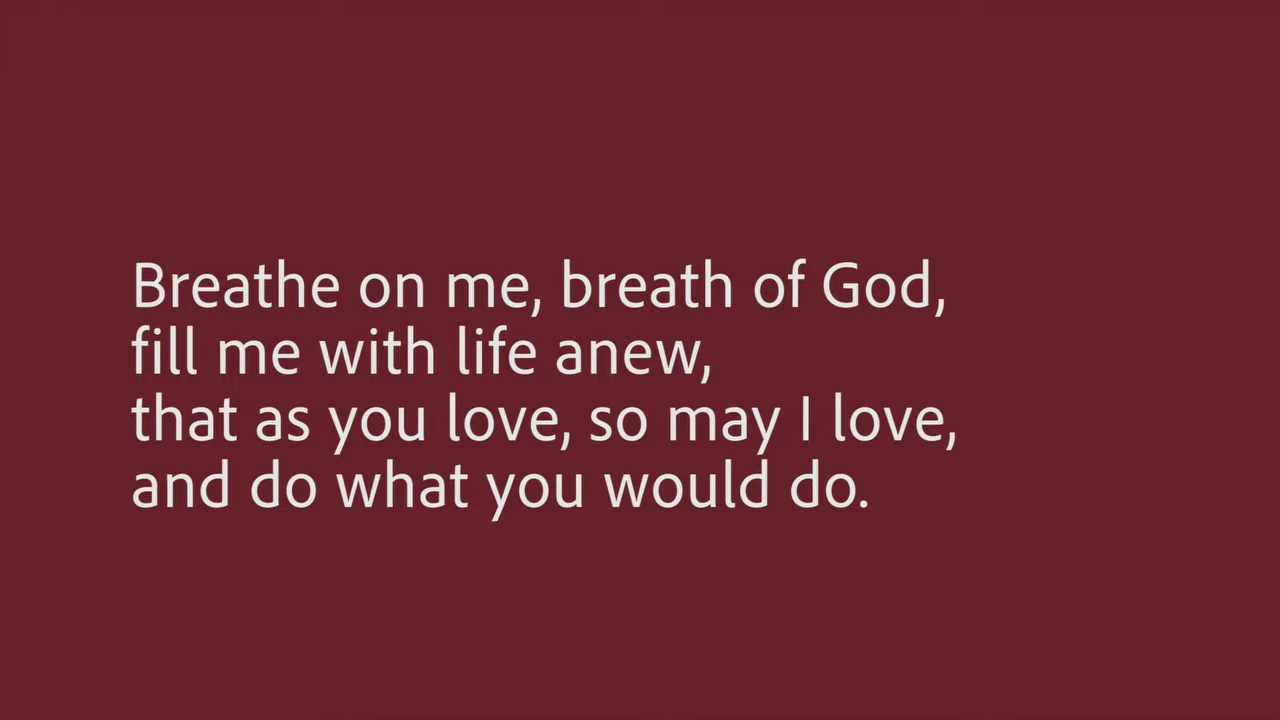 Breathe on me, breath of God,
fill me with life anew,
that as you love, so may I love,
and do what you would do.